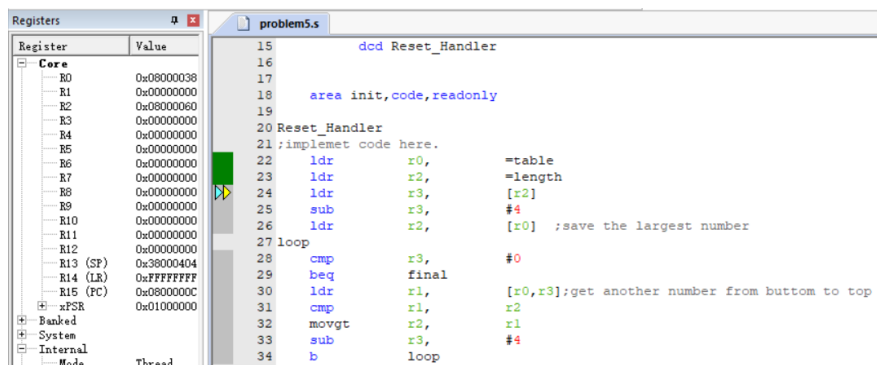 Registers
Register Value
Core
R0 0x08000038
R1 0x00000000
R2 0x08000060
R3 0x00000000
R4 0x00000000
R5 0x00000000
R6 0x00000000
R7 0x00000000
R8 0x00000000
R9 0x00000000
R10 0x00000000
R11 0x00000000
R12 0x00000000
R13 (SP) 0x38000404
R14 (LR) 0xFFFFFFFF
R15 (PC) 0x0800000C
xPSR 0x01000000
Banked
System
Internal
Mode Thread
problem5.s
15 dcd Reset_Handler
16
17
18 area init,code,readonly
19
20 Reset_Handler
21 ;implemet code here.
22 ldr r0, =table
23 ldr r2, =length
24 ldr r3, [r2]
25 sub r3, #4
26 ldr r2, [r0] ;save the largest number
27 loop
28 cmp r3, #0
29 beq final
30 ldr r1, [r0,r3];get another number from buttom to top
31 cmp r1, r2
32 movgt r2, r1
33 sub r3, #4
34 b loop